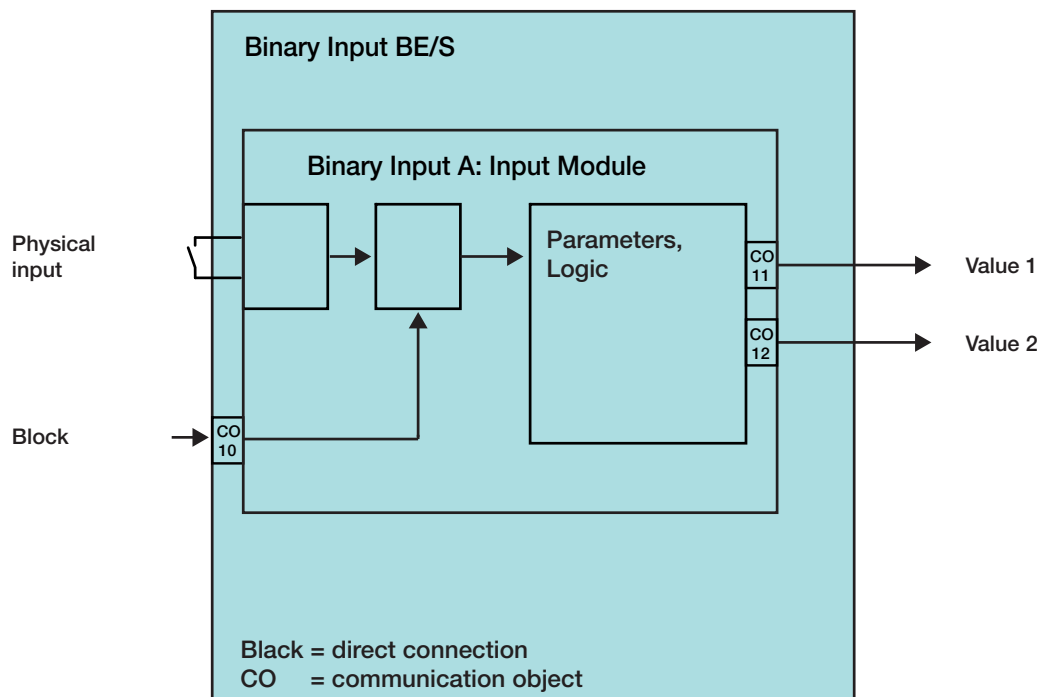 Binary Input BE/S
Binary Input A: Input Module
Physical
input
Parameters,
Logic
CO
11
Value 1
CO
12
Value 2
Block
CO
10
Black = direct connection
CO = communication object